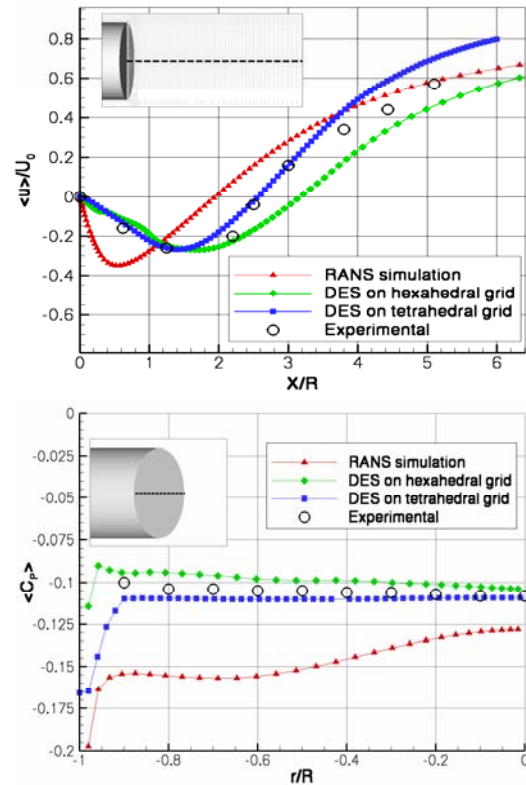 0.8
0.6
0.4
0.2
0
-0.2
-0.4
-0.6
<u>/U₀
0 1 2 3 4 5 6
X/R
RANS simulation
DES on hexahedral grid
DES on tetrahedral grid
Experimental
0
-0.025
-0.05
-0.075
-0.1
-0.125
-0.15
-0.175
-0.2
<Cₚ>
-1 -0.8 -0.6 -0.4 -0.2 0
r/R
RANS simulation
DES on hexahedral grid
DES on tetrahedral grid
Experimental